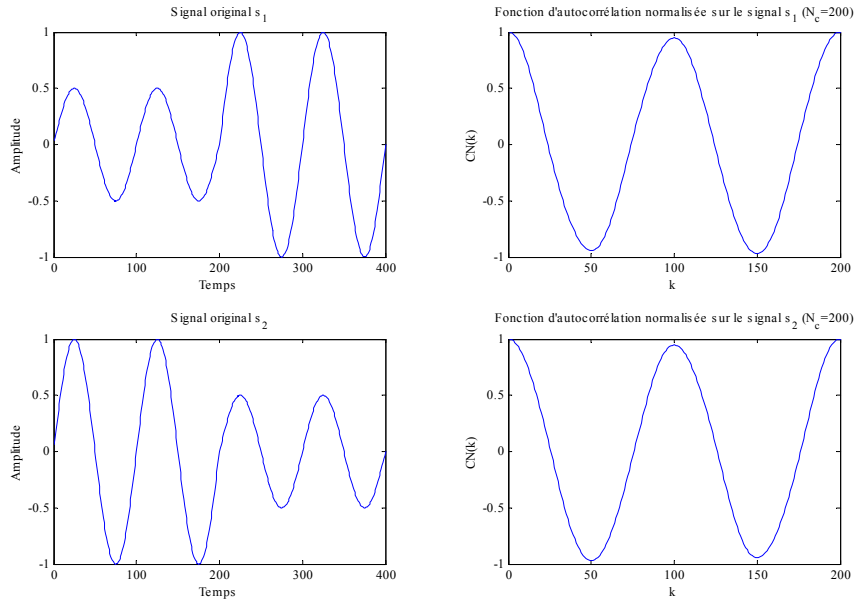 Signal original s1
Amplitude
1
0.5
0
-0.5
-1
0 100 200 300 400
Temps
Fonction d'autocorrélation normalisée sur le signal s1 (Nc=200)
CN(k)
1
0.5
0
-0.5
-1
0 50 100 150 200
k
Signal original s2
Amplitude
1
0.5
0
-0.5
-1
0 100 200 300 400
Temps
Fonction d'autocorrélation normalisée sur le signal s2 (Nc=200)
CN(k)
1
0.5
0
-0.5
-1
0 50 100 150 200
k